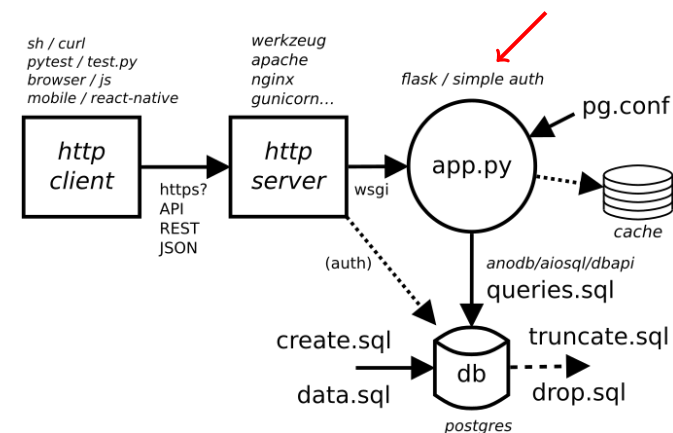 sh / curl
pytest / test.py
browser / js
mobile / react-native
werkzeug
apache
nginx
gunicorn...
flask / simple auth
pg.conf
http
client
https?
API
REST
JSON
http
server
wsgi
app.py
cache
(auth)
anodb/aiosql/dbapi
queries.sql
create.sql
data.sql
db
truncate.sql
drop.sql
postgres